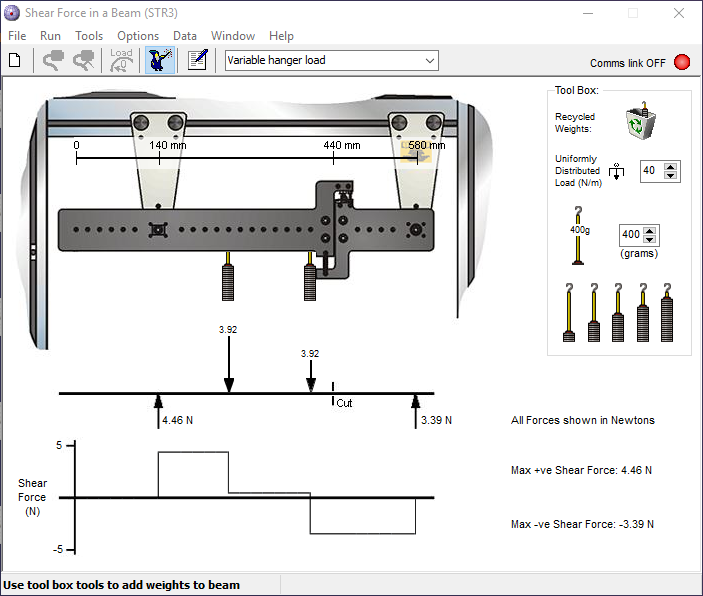 Shear Force in a Beam (STR3)
File Run Tools Options Data Window Help
Load
Variable hanger load
Comms link OFF
Tool Box:
Recycled
Weights:
Uniformly
Distributed
Load (N/m)
40
400g
400
(grams)
0 140 mm 440 mm 580 mm
3.92
3.92
Cut
4.46 N
3.39 N
All Forces shown in Newtons
5
Shear
Force
(N)
-5
Max +ve Shear Force: 4.46 N
Max -ve Shear Force: -3.39 N
Use tool box tools to add weights to beam